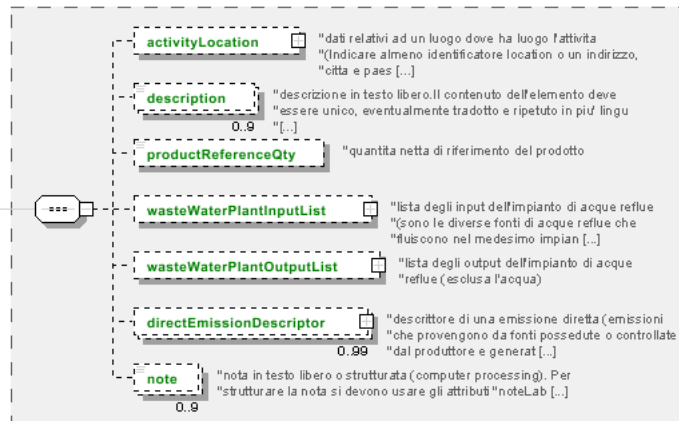 activityLocation
"dati relativi ad un luogo dove ha luogo l'attivita
"(Indicare almeno identificatore location o un indirizzo,
"citta e paes [...]
description
0..9
"descrizione in testo libero.Il contenuto dell'elemento deve
"essere unico, eventualmente tradotto e ripetuto in piu' lingu
"[...]
productReferenceQty
"quantita netta di riferimento del prodotto
wasteWaterPlantInputList
"lista degli input dell'impianto di acque reflue
"(sono le diverse fonti di acque reflue che
"fluiscono nel medesimo impian [...]
wasteWaterPlantOutputList
"lista degli output dell'impianto di acque
"reflue (esclusa l'acqua)
directEmissionDescriptor
0..99
"descrittore di una emissione diretta (emissioni
"che provengono da fonti possedute o controllate
"dal produttore e generat [...]
note
0..9
"nota in testo libero o strutturata (computer processing). Per
"strutturare la nota si devono usare gli attributi "noteLab [...]